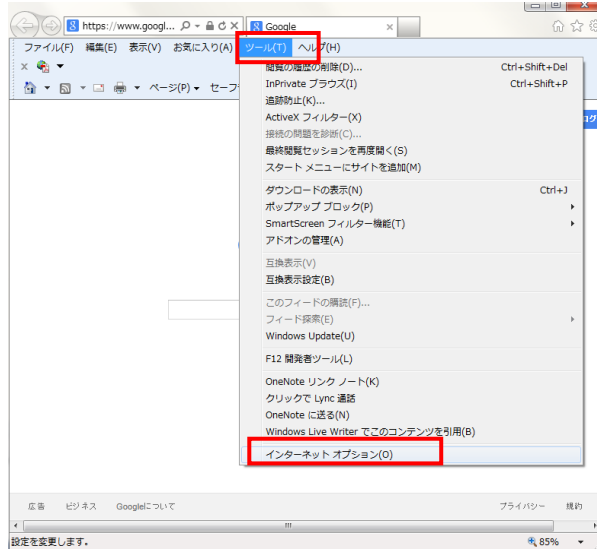 https://www.googl...
Google
ファイル(F) 編集(E) 表示(V) お気に入り(A) ツール(T) ヘルプ(H)
ページ(P) セーフ
閲覧の履歴の削除(D)... Ctrl+Shift+Del
InPrivate ブラウズ(I) Ctrl+Shift+P
追跡防止(K)...
ActiveX フィルター(X)
接続の問題を診断(C)...
最終閲覧セッションを再度開く(S)
スタート メニューにサイトを追加(M)
ダウンロードの表示(N) Ctrl+J
ポップアップ ブロック(P)
SmartScreen フィルター機能(T)
アドオンの管理(A)
互換表示(V)
互換表示設定(B)
このフィードの購読(F)...
フィード探索(E)
Windows Update(U)
F12 開発者ツール(L)
OneNote リンク ノート(K)
クリックで Lync 通話
OneNote に送る(N)
Windows Live Writer でこのコンテンツを引用(B)
インターネット オプション(O)
広告 ビジネス Googleについて プライバシー 規約
設定を変更します。 85%